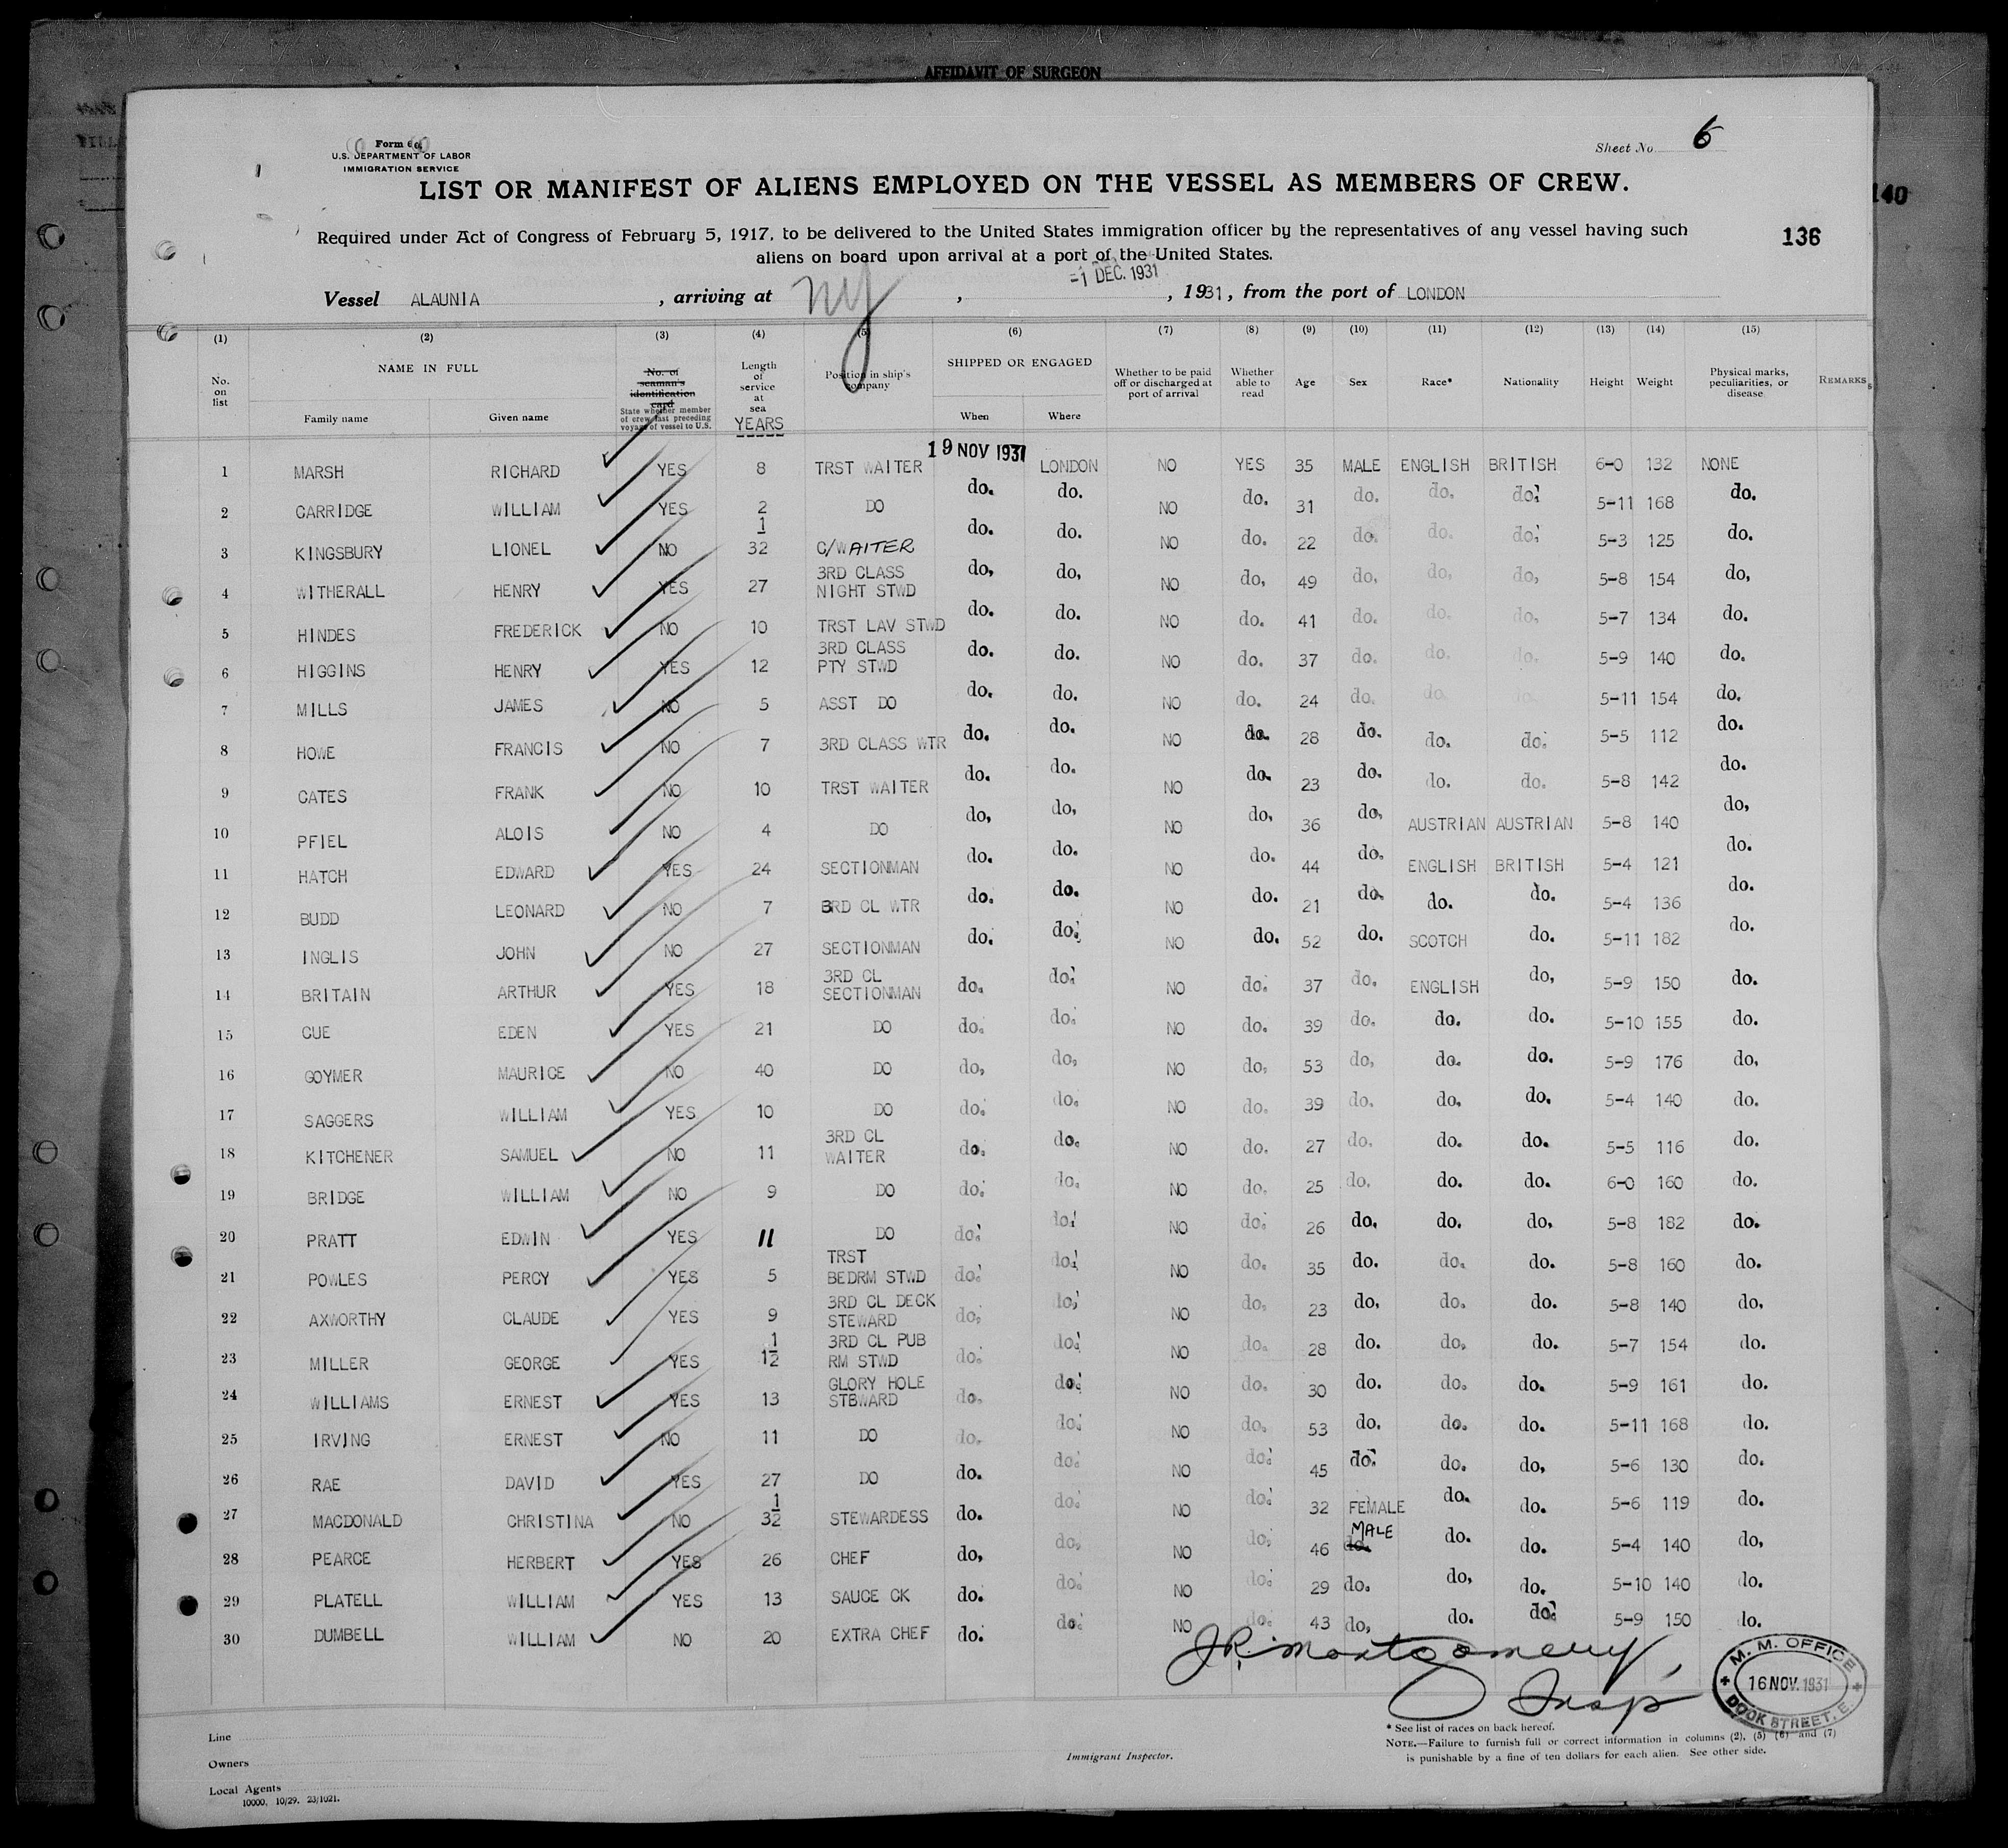 AFFIDAVIT OF SURGEON
Form
U.S. DEPARTMENT OF LABOR
IMMIGRATION SERVICE
Sheet No. 6
LIST OR MANIFEST OF ALIENS EMPLOYED ON THE VESSEL AS MEMBERS OF CREW.
140
Required under Act of Congress of February 5, 1917, to be delivered to the United States immigration officer by the representatives of any vessel having such
136
aliens on board upon arrival at a port of the United States.
-1 DEC. 1931
Vessel ALAUNIA , arriving at ny , , 1931, from the port of LONDON
(1) (2) (3) (4) (5) (6) (7) (8) (9) (10) (11) (12) (13) (14) (15)
No. on list
NAME IN FULL
Family name Given name
No. of seaman's identification card
State whether member of crew last preceding voyage of vessel to U.S.
Length of service at sea
YEARS
Position in ship's company
SHIPPED OR ENGAGED
When Where
Whether to be paid off or discharged at port of arrival
Whether able to read
Age Sex Race* Nationality Height Weight
Physical marks, peculiarities, or disease
REMARKS
19 NOV 1931
1 MARSH RICHARD YES 8 TRST WAITER LONDON NO YES 35 MALE ENGLISH BRITISH 6-0 132 NONE
2 CARRIDGE WILLIAM YES 2 DO do. do. NO do. 31 do. do. do. 5-11 168 do.
3 KINGSBURY LIONEL NO 1/32 C/WAITER do. do. NO do. 22 do. do. do. 5-3 125 do.
4 WITHERALL HENRY YES 27 3RD CLASS NIGHT STWD do, do, NO do, 49 do, do, do, 5-8 154 do,
5 HINDES FREDERICK NO 10 TRST LAV STWD do. do. NO do. 41 do. do. do. 5-7 134 do.
6 HIGGINS HENRY YES 12 3RD CLASS PTY STWD do. do. NO do. 37 do. do. do. 5-9 140 do.
7 MILLS JAMES NO 5 ASST DO do. do. NO do. 24 do. do. 5-11 154 do.
8 HOWE FRANCIS NO 7 3RD CLASS WTR do. do. NO do. 28 do. do. do. 5-5 112 do.
9 CATES FRANK NO 10 TRST WAITER do. do. NO do. 23 do. do. do. 5-8 142 do.
10 PFIEL ALOIS NO 4 DO do, do, NO do, 36 do, AUSTRIAN AUSTRIAN 5-8 140 do,
11 HATCH EDWARD YES 24 SECTIONMAN do. do. NO do. 44 do. ENGLISH BRITISH 5-4 121 do.
12 BUDD LEONARD NO 7 3RD CL WTR do. do. NO do. 21 do. do. do. 5-4 136 do.
13 INGLIS JOHN NO 27 SECTIONMAN do. do. NO do. 52 do. SCOTCH do. 5-11 182 do.
14 BRITAIN ARTHUR YES 18 3RD CL SECTIONMAN do. do. NO do. 37 do. ENGLISH do, 5-9 150 do.
15 CUE EDEN YES 21 DO do. do. NO do. 39 do. do. do. 5-10 155 do.
16 GOYMER MAURICE NO 40 DO do, do, NO do, 53 do, do. do. 5-9 176 do,
17 SAGGERS WILLIAM YES 10 DO do. do. NO do. 39 do. do, do, 5-4 140 do.
18 KITCHENER SAMUEL NO 11 3RD CL WAITER do. do. NO do. 27 do. do. do. 5-5 116 do.
19 BRIDGE WILLIAM NO 9 DO do. do. NO do. 25 do. do. do. 6-0 160 do.
20 PRATT EDWIN YES 11 DO do. do. NO do. 26 do, do. do, 5-8 182 do.
21 POWLES PERCY YES 5 TRST BEDRM STWD do. do. NO do. 35 do. do. do. 5-8 160 do.
22 AXWORTHY CLAUDE YES 9 3RD CL DECK STEWARD do, do, NO do, 23 do, do. do. 5-8 140 do,
23 MILLER GEORGE YES 1 1/2 3RD CL PUB RM STWD do. do. NO do. 28 do. do. do. 5-7 154 do.
24 WILLIAMS ERNEST YES 13 GLORY HOLE STBWARD do. do. NO do. 30 do. do. do. 5-9 161 do.
25 IRVING ERNEST NO 11 DO do. do. NO do. 53 do. do. do. 5-11 168 do.
26 RAE DAVID YES 27 DO do. do. NO do. 45 do. do. do, 5-6 130 do.
27 MACDONALD CHRISTINA NO 3 1/2 STEWARDESS do. do. NO do. 32 FEMALE do. do. 5-6 119 do.
28 PEARCE HERBERT YES 26 CHEF do, do, NO do, 46 do. MALE do. do. 5-4 140 do,
29 PLATELL WILLIAM YES 13 SAUCE CK do. do. NO do. 29 do. do, do. 5-10 140 do.
30 DUMBELL WILLIAM NO 20 EXTRA CHEF do. do. NO do. 43 do, do. do. 5-9 150 do.
J.R. Montgomery,
Insp
M. M. OFFICE
16 NOV. 1931
DOCK STREET, E.
Line
Owners
Local Agents
10000. 10/29. 23/1021.
Immigrant Inspector.
* See list of races on back hereof.
NOTE.—Failure to furnish full or correct information in columns (2), (5) (6) and (7)
is punishable by a fine of ten dollars for each alien. See other side.